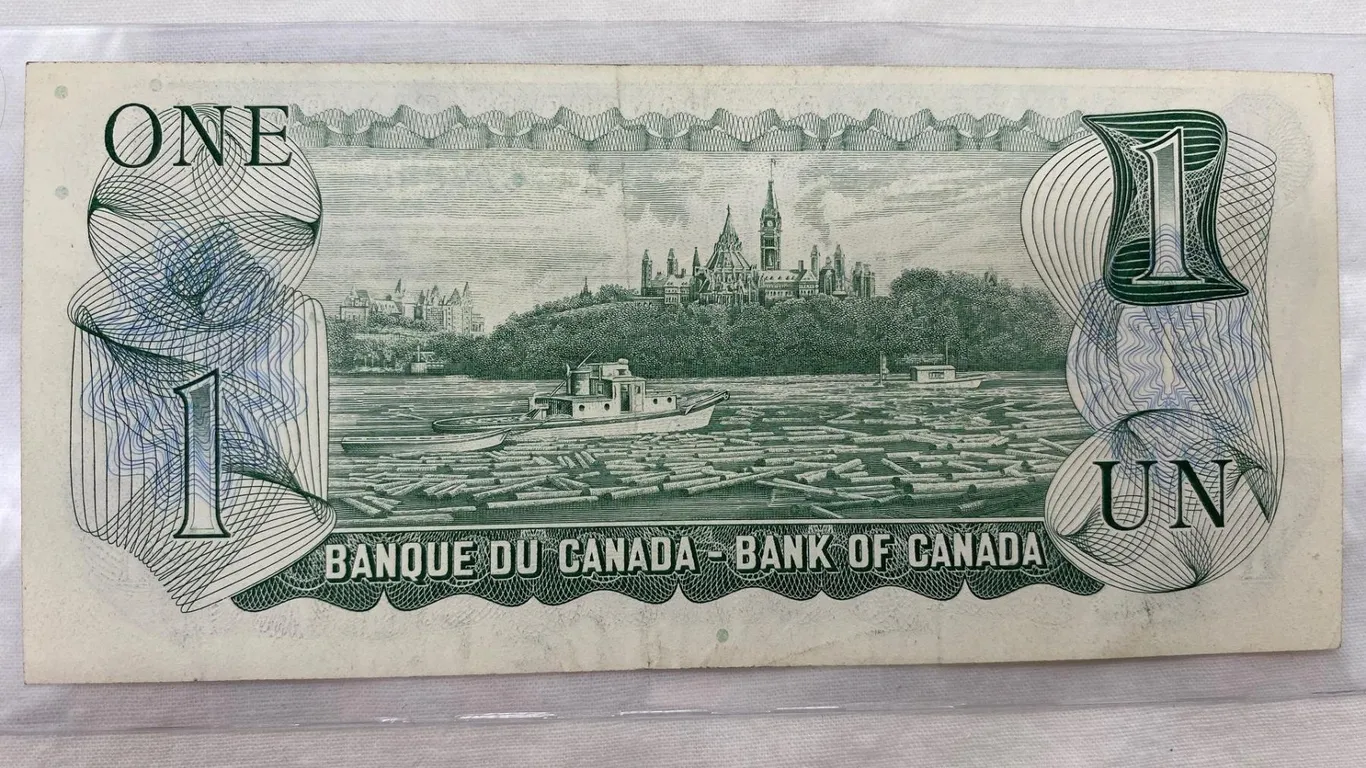 ONE
1
1
UN
BANQUE DU CANADA - BANK OF CANADA